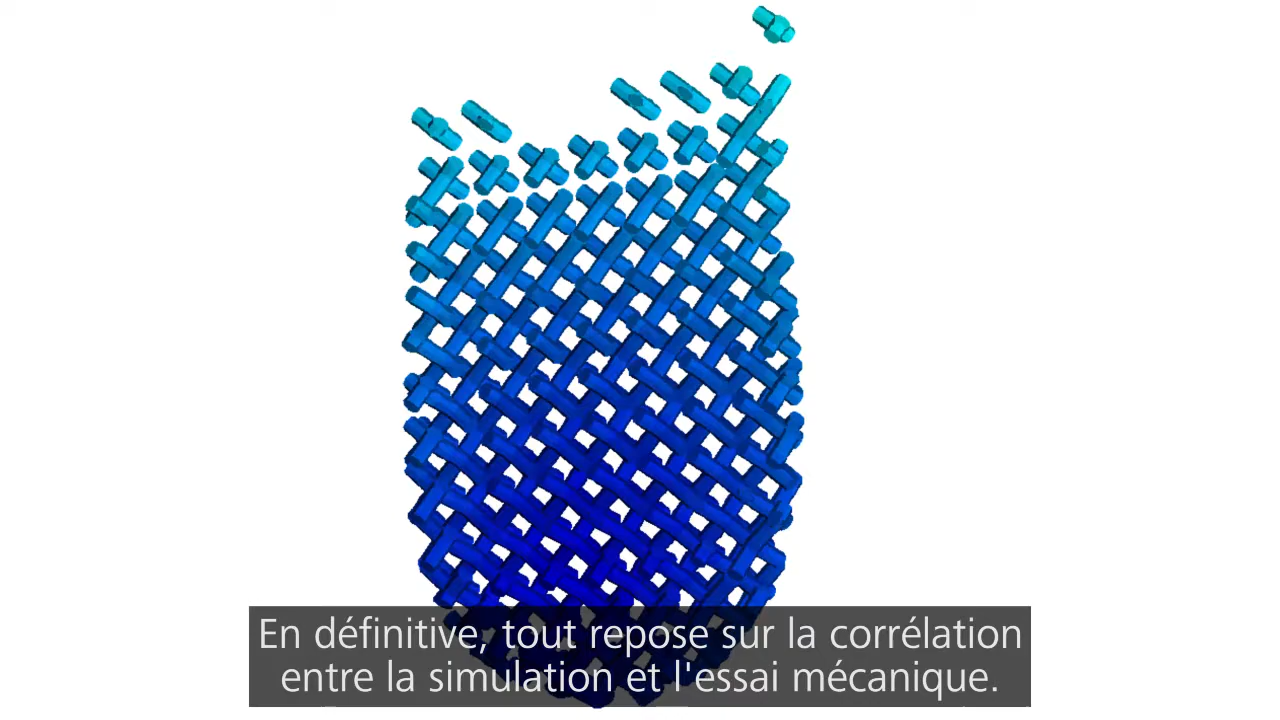 En définitive, tout repose sur la corrélation
entre la simulation et l'essai mécanique.